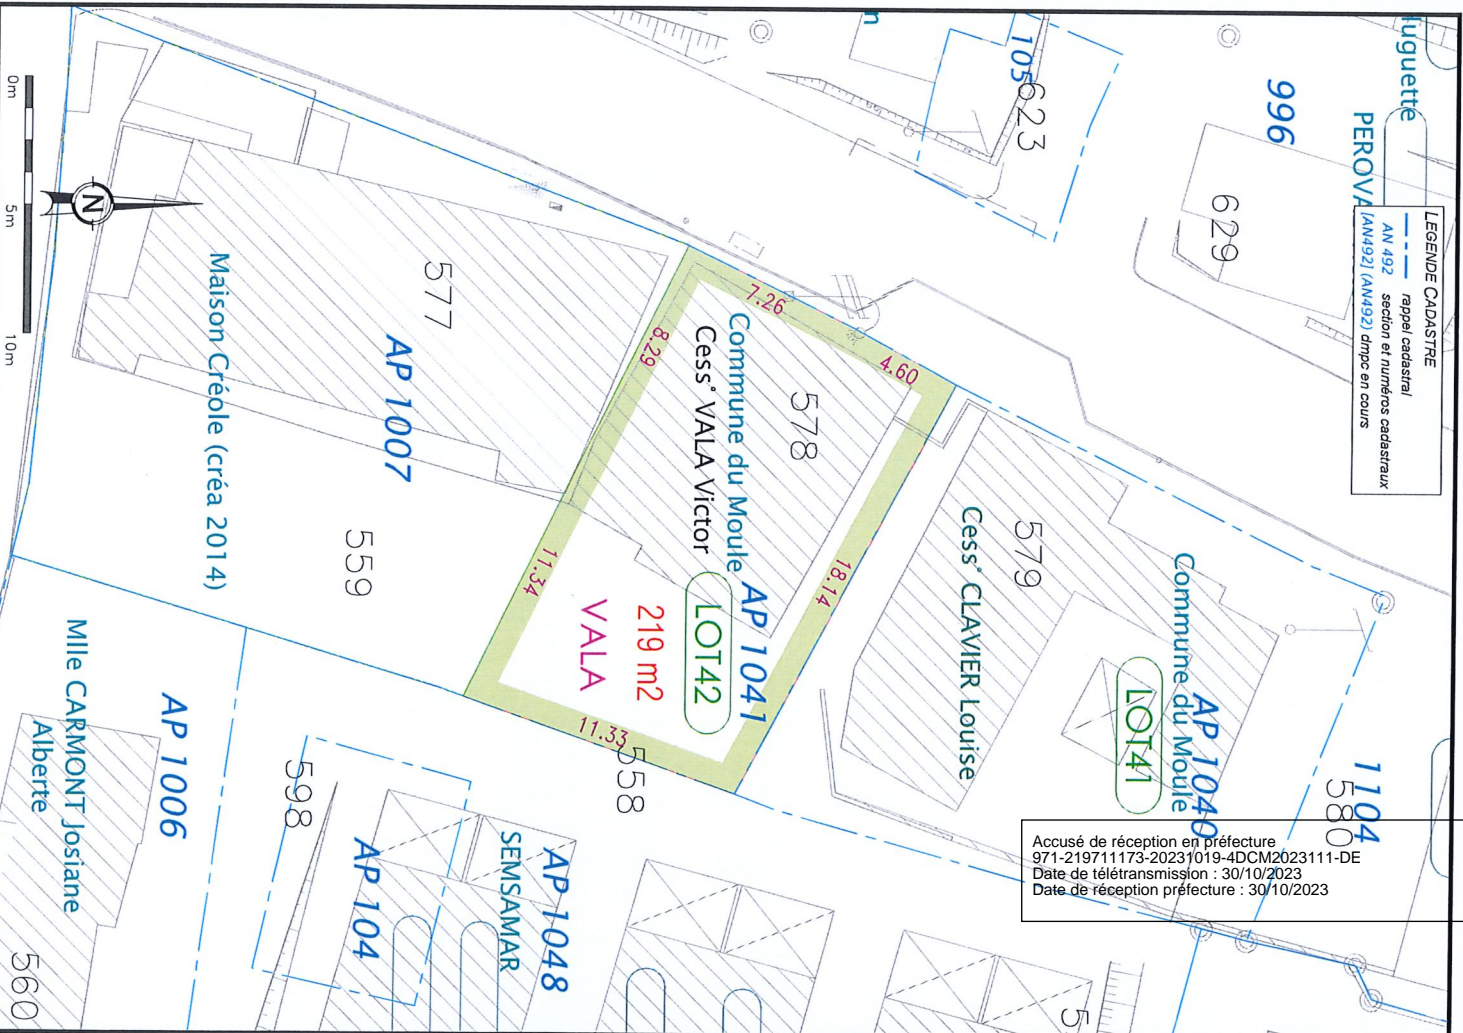 LEGENDE CADASTRE
rappel cadastral
AN 492 section et numéros cadastraux
[AN492] (AN492) dmpc en cours
luguette
PEROVA
996
629
105
623
n
1104
580
AP 1040
Commune du Moule
LOT41
579
Cess° CLAVIER Louise
578
Commune du Moule
Cess° VALA Victor
AP 1041
LOT42
219 m2
VALA
7.26
4.60
8.29
11.34
18.14
11.33
558
577
AP 1007
Maison Créole (créa 2014)
559
AP 1006
Mlle CARMONT Josiane
Alberte
598
AP 104
AP 1048
SEMSAMAR
560
5
N
0m
5m
10m
Accusé de réception en préfecture
971-219711173-20231019-4DCM2023111-DE
Date de télétransmission : 30/10/2023
Date de réception préfecture : 30/10/2023